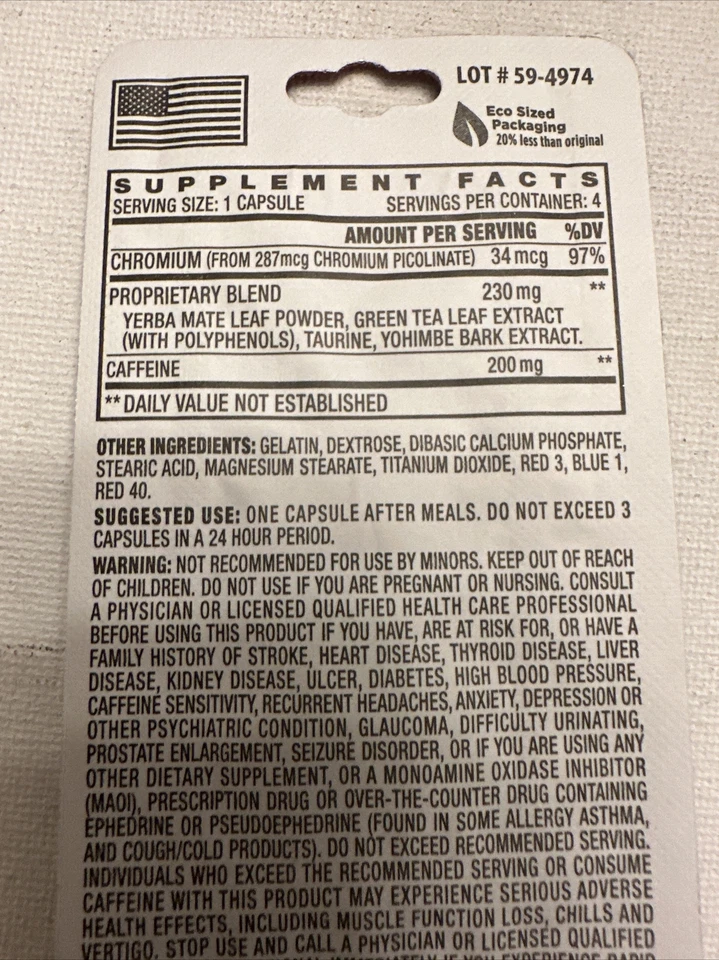 LOT # 59-4974
Eco Sized
Packaging
20% less than original
SUPPLEMENT FACTS
SERVING SIZE: 1 CAPSULE SERVINGS PER CONTAINER: 4
AMOUNT PER SERVING %DV
CHROMIUM (FROM 287mcg CHROMIUM PICOLINATE) 34 mcg 97%
PROPRIETARY BLEND 230 mg **
YERBA MATE LEAF POWDER, GREEN TEA LEAF EXTRACT
(WITH POLYPHENOLS), TAURINE, YOHIMBE BARK EXTRACT.
CAFFEINE 200 mg **
** DAILY VALUE NOT ESTABLISHED
OTHER INGREDIENTS: GELATIN, DEXTROSE, DIBASIC CALCIUM PHOSPHATE,
STEARIC ACID, MAGNESIUM STEARATE, TITANIUM DIOXIDE, RED 3, BLUE 1,
RED 40.
SUGGESTED USE: ONE CAPSULE AFTER MEALS. DO NOT EXCEED 3
CAPSULES IN A 24 HOUR PERIOD.
WARNING: NOT RECOMMENDED FOR USE BY MINORS. KEEP OUT OF REACH
OF CHILDREN. DO NOT USE IF YOU ARE PREGNANT OR NURSING. CONSULT
A PHYSICIAN OR LICENSED QUALIFIED HEALTH CARE PROFESSIONAL
BEFORE USING THIS PRODUCT IF YOU HAVE, ARE AT RISK FOR, OR HAVE A
FAMILY HISTORY OF STROKE, HEART DISEASE, THYROID DISEASE, LIVER
DISEASE, KIDNEY DISEASE, ULCER, DIABETES, HIGH BLOOD PRESSURE,
CAFFEINE SENSITIVITY, RECURRENT HEADACHES, ANXIETY, DEPRESSION OR
OTHER PSYCHIATRIC CONDITION, GLAUCOMA, DIFFICULTY URINATING,
PROSTATE ENLARGEMENT, SEIZURE DISORDER, OR IF YOU ARE USING ANY
OTHER DIETARY SUPPLEMENT, OR A MONOAMINE OXIDASE INHIBITOR
(MAOI), PRESCRIPTION DRUG OR OVER-THE-COUNTER DRUG CONTAINING
EPHEDRINE OR PSEUDOEPHEDRINE (FOUND IN SOME ALLERGY ASTHMA,
AND COUGH/COLD PRODUCTS). DO NOT EXCEED RECOMMENDED SERVING.
INDIVIDUALS WHO EXCEED THE RECOMMENDED SERVING OR CONSUME
CAFFEINE WITH THIS PRODUCT MAY EXPERIENCE SERIOUS ADVERSE
HEALTH EFFECTS, INCLUDING MUSCLE FUNCTION LOSS, CHILLS AND
VERTIGO. STOP USE AND CALL A PHYSICIAN OR LICENSED QUALIFIED
IMMEDIATELY IF YOU EXPERIENCE RAPID